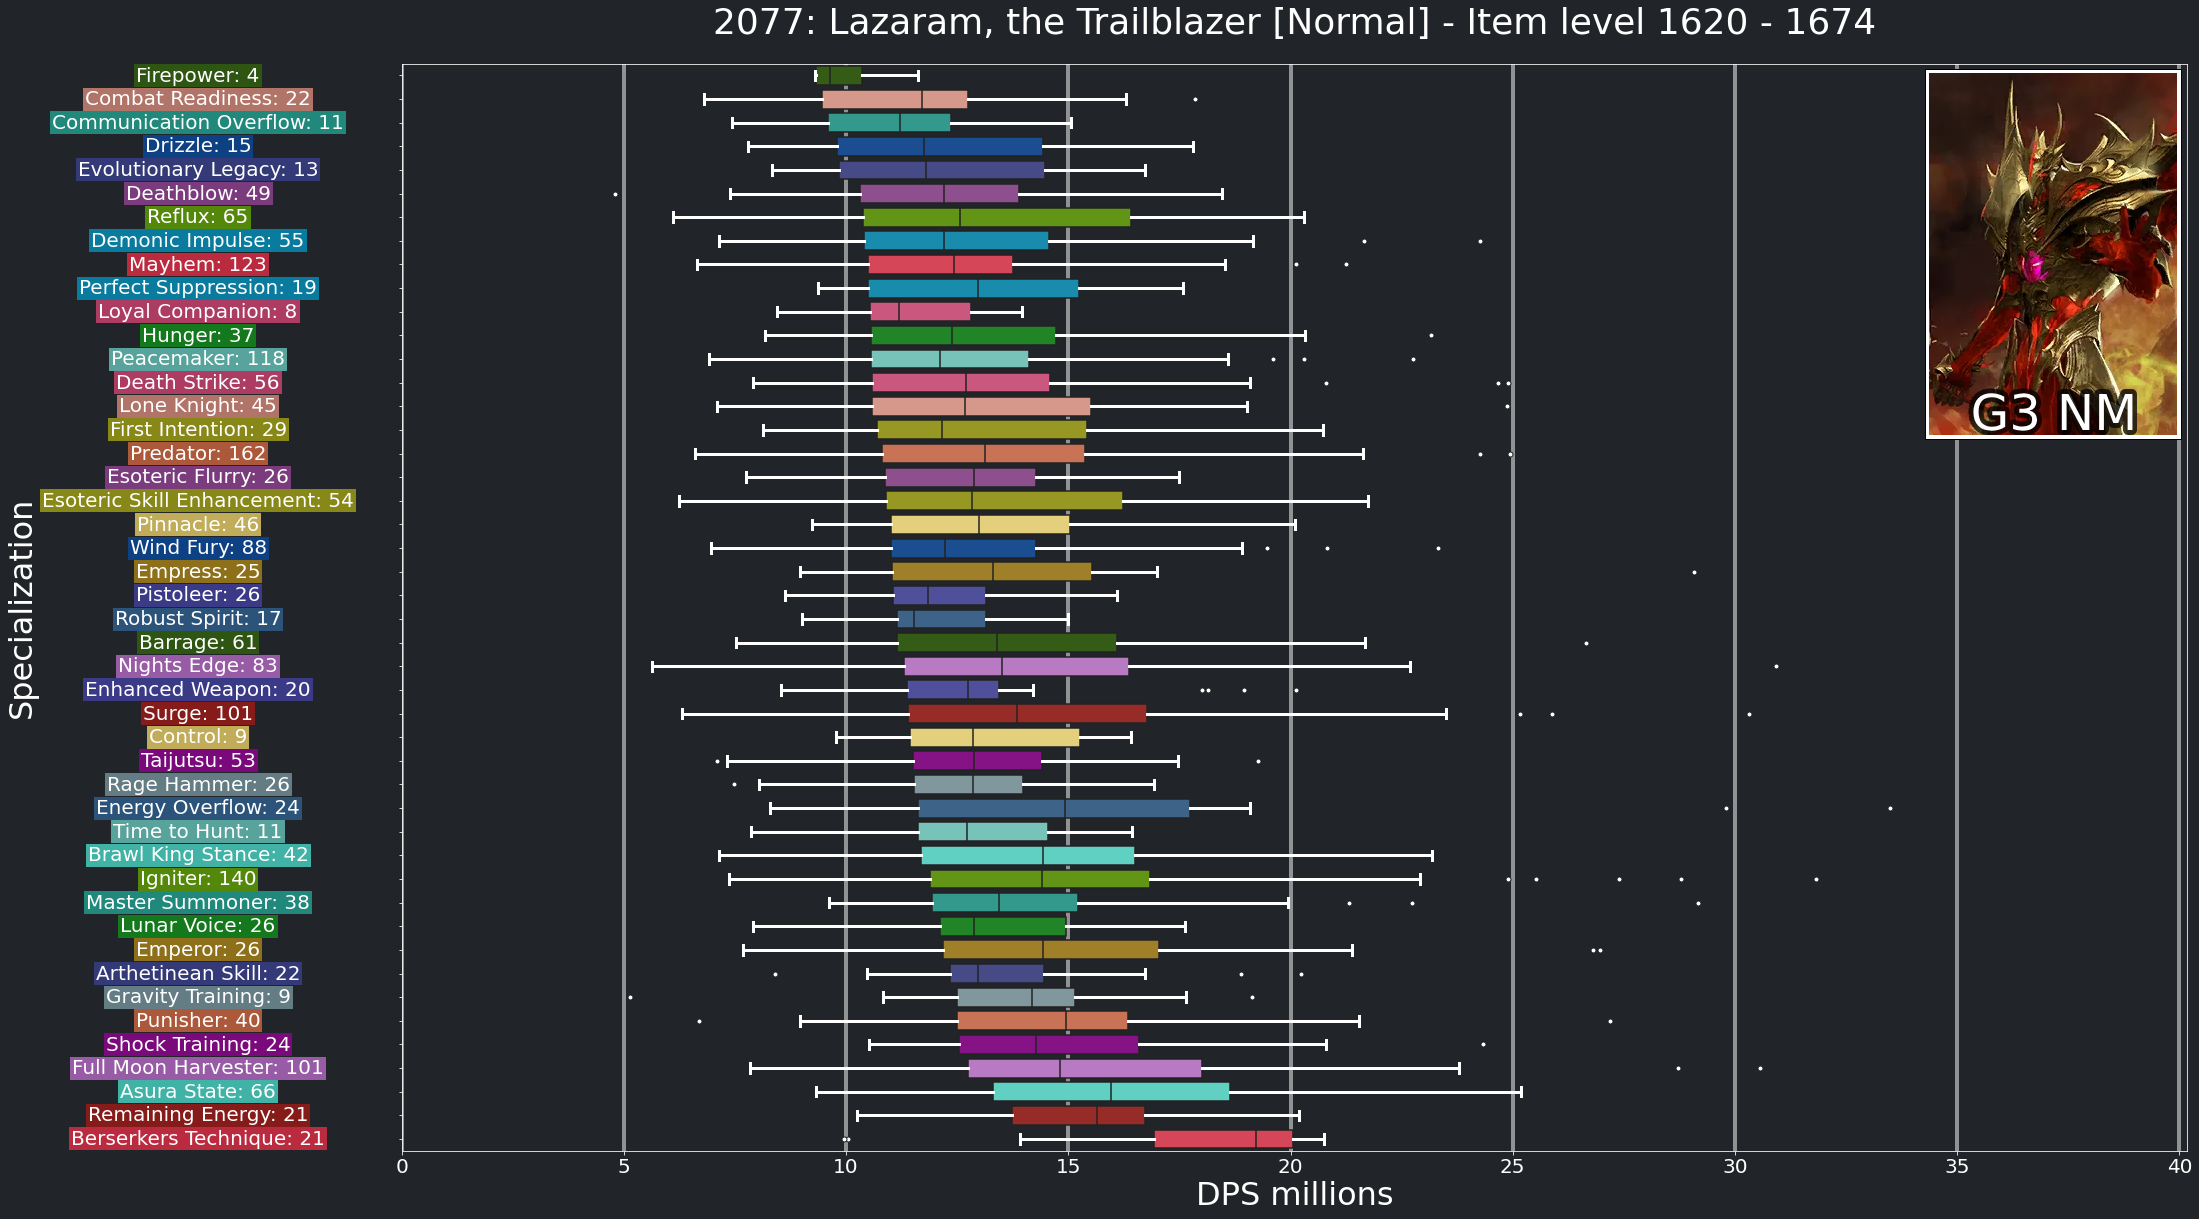 2077: Lazaram, the Trailblazer [Normal] - Item level 1620 - 1674
Specialization
Firepower: 4
Combat Readiness: 22
Communication Overflow: 11
Drizzle: 15
Evolutionary Legacy: 13
Deathblow: 49
Reflux: 65
Demonic Impulse: 55
Mayhem: 123
Perfect Suppression: 19
Loyal Companion: 8
Hunger: 37
Peacemaker: 118
Death Strike: 56
Lone Knight: 45
First Intention: 29
Predator: 162
Esoteric Flurry: 26
Esoteric Skill Enhancement: 54
Pinnacle: 46
Wind Fury: 88
Empress: 25
Pistoleer: 26
Robust Spirit: 17
Barrage: 61
Nights Edge: 83
Enhanced Weapon: 20
Surge: 101
Control: 9
Taijutsu: 53
Rage Hammer: 26
Energy Overflow: 24
Time to Hunt: 11
Brawl King Stance: 42
Igniter: 140
Master Summoner: 38
Lunar Voice: 26
Emperor: 26
Arthetinean Skill: 22
Gravity Training: 9
Punisher: 40
Shock Training: 24
Full Moon Harvester: 101
Asura State: 66
Remaining Energy: 21
Berserkers Technique: 21
G3 NM
0 5 10 15 20 25 30 35 40
DPS millions